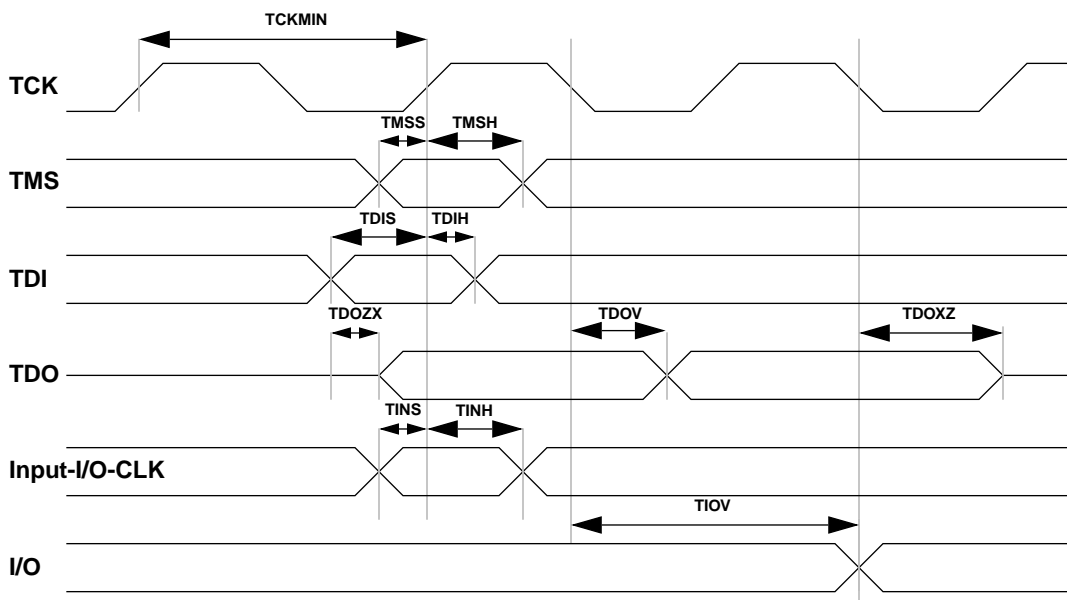 TCKMIN
TCK
TMSS TMSH
TMS
TDIS TDIH
TDI
TDOZX TDOV TDOXZ
TDO
TINS TINH
Input-I/O-CLK
TIOV
I/O